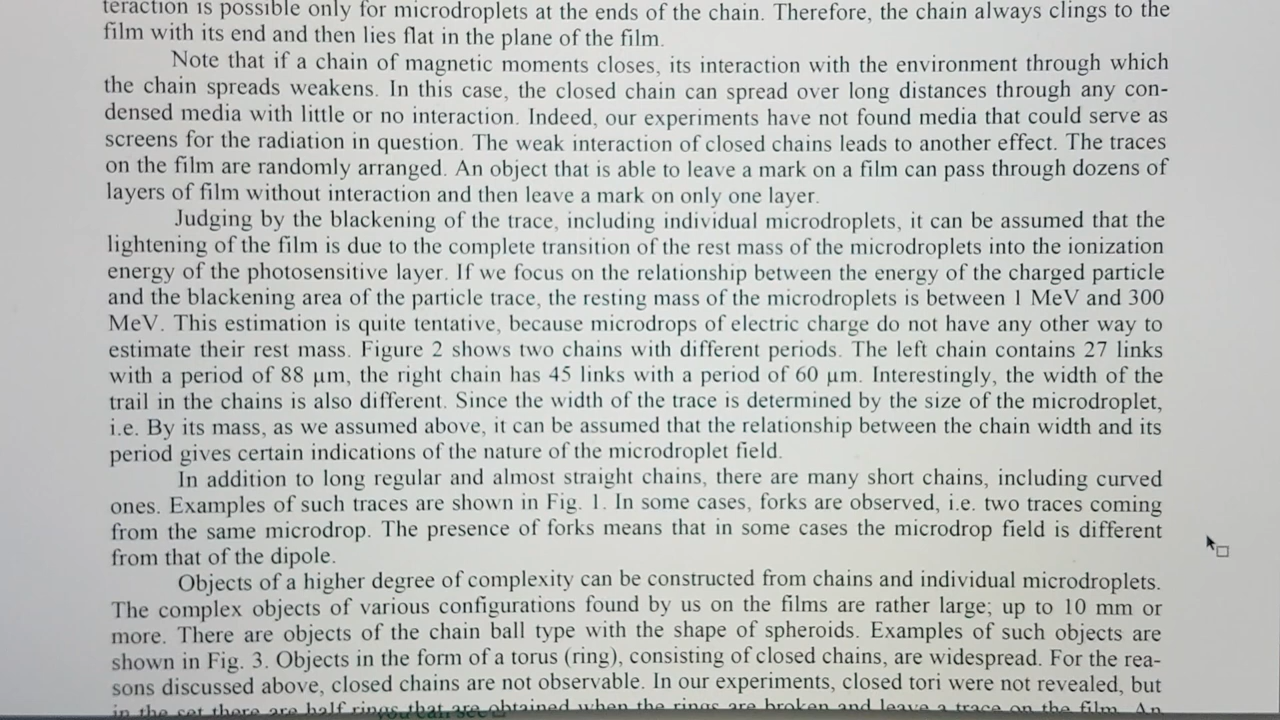 teraction is possible only for microdroplets at the ends of the chain. Therefore, the chain always clings to the
film with its end and then lies flat in the plane of the film.
Note that if a chain of magnetic moments closes, its interaction with the environment through which
the chain spreads weakens. In this case, the closed chain can spread over long distances through any con-
densed media with little or no interaction. Indeed, our experiments have not found media that could serve as
screens for the radiation in question. The weak interaction of closed chains leads to another effect. The traces
on the film are randomly arranged. An object that is able to leave a mark on a film can pass through dozens of
layers of film without interaction and then leave a mark on only one layer.
Judging by the blackening of the trace, including individual microdroplets, it can be assumed that the
lightening of the film is due to the complete transition of the rest mass of the microdroplets into the ionization
energy of the photosensitive layer. If we focus on the relationship between the energy of the charged particle
and the blackening area of the particle trace, the resting mass of the microdroplets is between 1 MeV and 300
MeV. This estimation is quite tentative, because microdrops of electric charge do not have any other way to
estimate their rest mass. Figure 2 shows two chains with different periods. The left chain contains 27 links
with a period of 88 μm, the right chain has 45 links with a period of 60 μm. Interestingly, the width of the
trail in the chains is also different. Since the width of the trace is determined by the size of the microdroplet,
i.e. By its mass, as we assumed above, it can be assumed that the relationship between the chain width and its
period gives certain indications of the nature of the microdroplet field.
In addition to long regular and almost straight chains, there are many short chains, including curved
ones. Examples of such traces are shown in Fig. 1. In some cases, forks are observed, i.e. two traces coming
from the same microdrop. The presence of forks means that in some cases the microdrop field is different
from that of the dipole.
Objects of a higher degree of complexity can be constructed from chains and individual microdroplets.
The complex objects of various configurations found by us on the films are rather large; up to 10 mm or
more. There are objects of the chain ball type with the shape of spheroids. Examples of such objects are
shown in Fig. 3. Objects in the form of a torus (ring), consisting of closed chains, are widespread. For the rea-
sons discussed above, closed chains are not observable. In our experiments, closed tori were not revealed, but
in the set there are half rings that are obtained when the rings are broken and leave a trace on the film. An